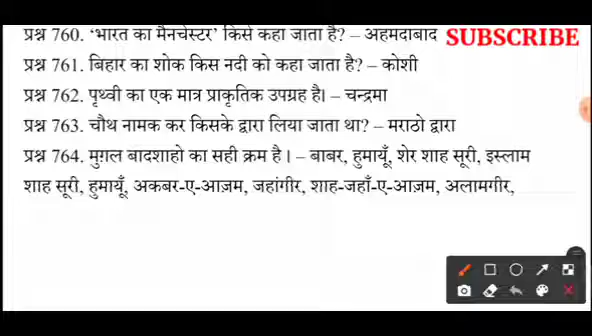 प्रश्न 760. ‘भारत का मैनचेस्टर’ किसे कहा जाता है? – अहमदाबाद SUBSCRIBE
प्रश्न 761. बिहार का शोक किस नदी को कहा जाता है? – कोशी
प्रश्न 762. पृथ्वी का एक मात्र प्राकृतिक उपग्रह है। – चन्द्रमा
प्रश्न 763. चौथ नामक कर किसके द्वारा लिया जाता था? – मराठो द्वारा
प्रश्न 764. मुग़ल बादशाहो का सही क्रम है । – बाबर, हुमायूँ, शेर शाह सूरी, इस्लाम
शाह सूरी, हुमायूँ, अकबर-ए-आज़म, जहांगीर, शाह-जहाँ-ए-आज़म, अलामगीर,